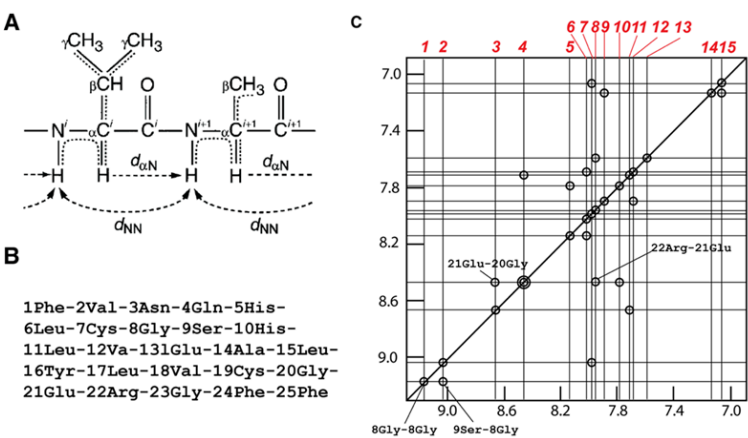 A
γCH3 γCH3
βCH O βCH3 O
N^i αC^i C^i N^i+1 αC^i+1 C^i+1
H H dαN H H dαN
dNN dNN
B
1Phe-2Val-3Asn-4Gln-5His-
6Leu-7Cys-8Gly-9Ser-10His-
11Leu-12Va-13lGlu-14Ala-15Leu-
16Tyr-17Leu-18Val-19Cys-20Gly-
21Glu-22Arg-23Gly-24Phe-25Phe
C
6 7 8 9 10 11 12 13
1 2 3 4 5 14 15
7.0
7.4
7.8
8.2
8.6
9.0
22Arg-21Glu
21Glu-20Gly
9.0 8.6 8.2 7.8 7.4 7.0
8Gly-8Gly 9Ser-8Gly